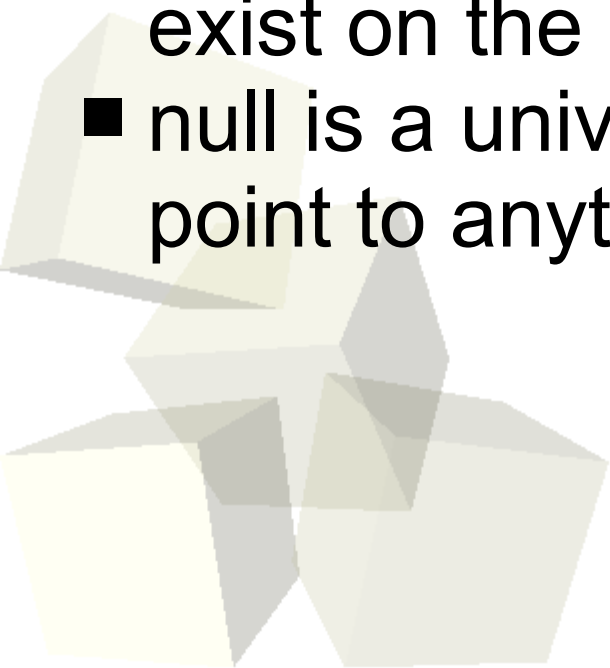 exist on the
■ null is a univ
point to anyt